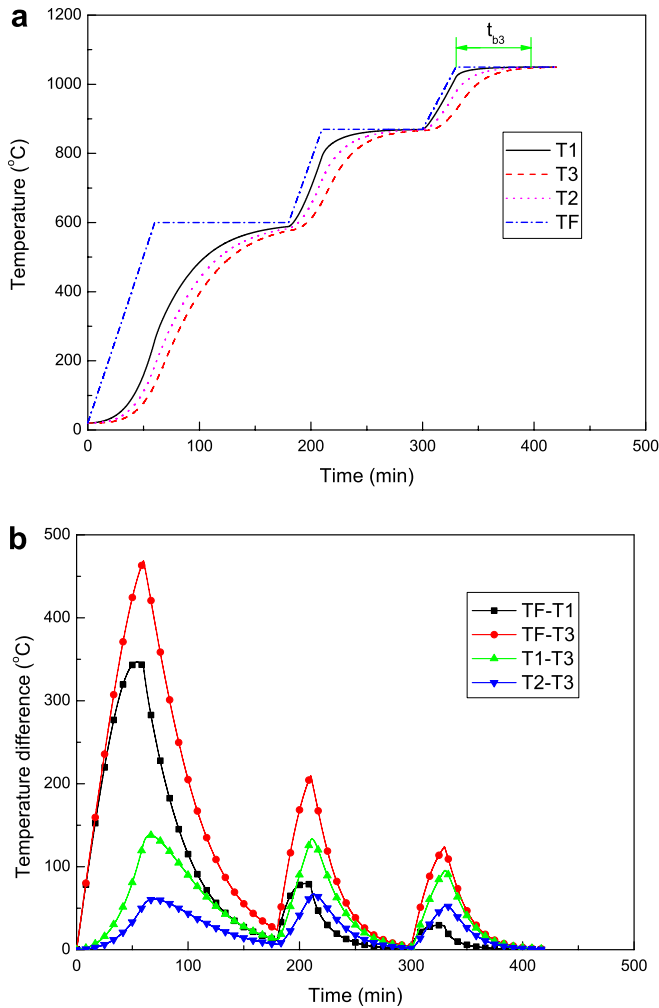 a
1200
1000
800
600
400
200
0
Temperature (°C)
t_b3
T1
T3
T2
TF
0 100 200 300 400 500
Time (min)
b
500
400
300
200
100
0
Temperature difference (°C)
TF-T1
TF-T3
T1-T3
T2-T3
0 100 200 300 400 500
Time (min)